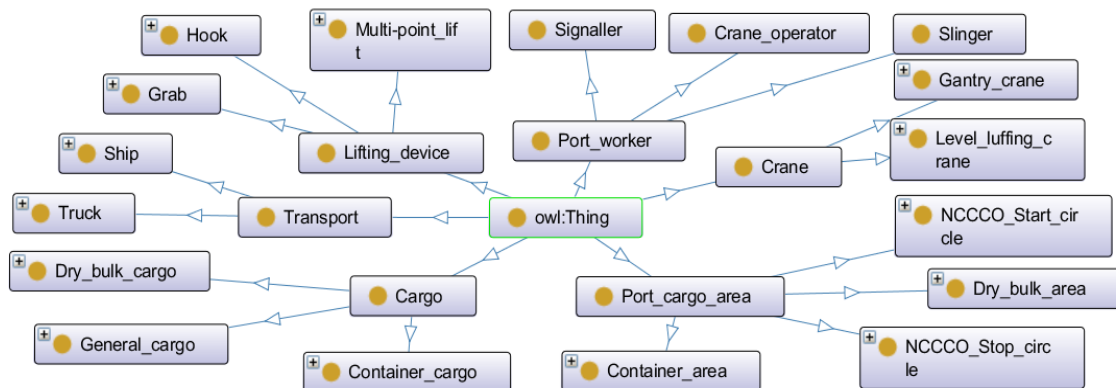 Hook
Multi-point_lif
t
Signaller
Crane_operator
Slinger
Grab
Gantry_crane
Ship
Lifting_device
Port_worker
Crane
Level_luffing_c
rane
Truck
Transport
owl:Thing
NCCCO_Start_cir
cle
Dry_bulk_cargo
Cargo
Port_cargo_area
Dry_bulk_area
General_cargo
Container_cargo
Container_area
NCCCO_Stop_circ
le